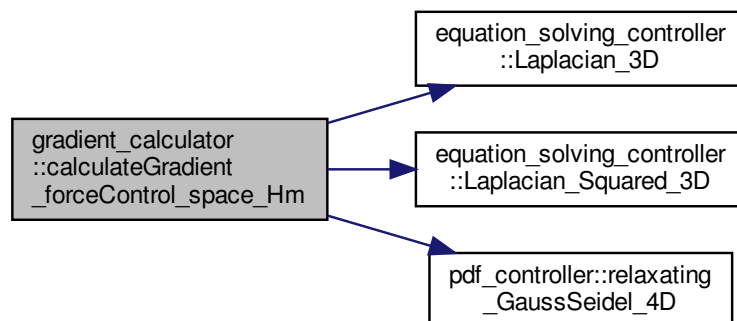 equation_solving_controller
::Laplacian_3D
gradient_calculator
::calculateGradient
_forceControl_space_Hm
equation_solving_controller
::Laplacian_Squared_3D
pdf_controller::relaxating
_GaussSeidel_4D